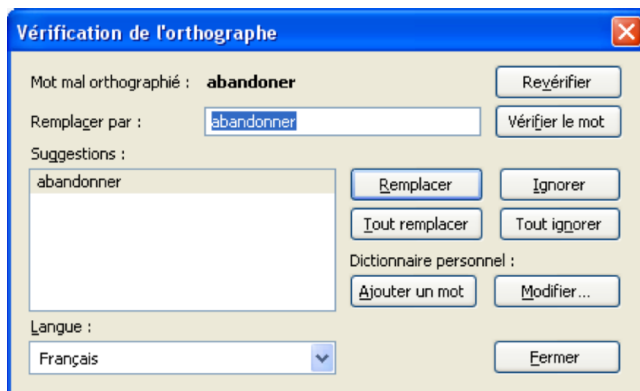 Vérification de l'orthographe
Mot mal orthographié : abandoner
Revérifier
Remplacer par : abandonner
Vérifier le mot
Suggestions :
abandonner
Remplacer
Ignorer
Tout remplacer
Tout ignorer
Dictionnaire personnel :
Ajouter un mot
Modifier...
Langue :
Français
Fermer